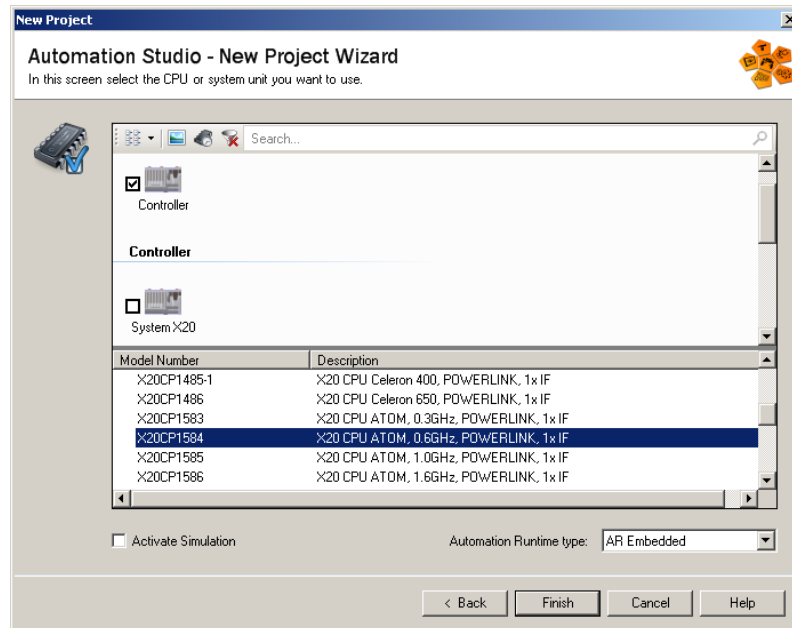 New Project
Automation Studio - New Project Wizard
In this screen select the CPU or system unit you want to use.
Search...
Controller
Controller
System X20
Model Number Description
X20CP1485-1 X20 CPU Celeron 400, POWERLINK, 1x IF
X20CP1486 X20 CPU Celeron 650, POWERLINK, 1x IF
X20CP1583 X20 CPU ATOM, 0.3GHz, POWERLINK, 1x IF
X20CP1584 X20 CPU ATOM, 0.6GHz, POWERLINK, 1x IF
X20CP1585 X20 CPU ATOM, 1.0GHz, POWERLINK, 1x IF
X20CP1586 X20 CPU ATOM, 1.6GHz, POWERLINK, 1x IF
Activate Simulation Automation Runtime type: AR Embedded
< Back Finish Cancel Help